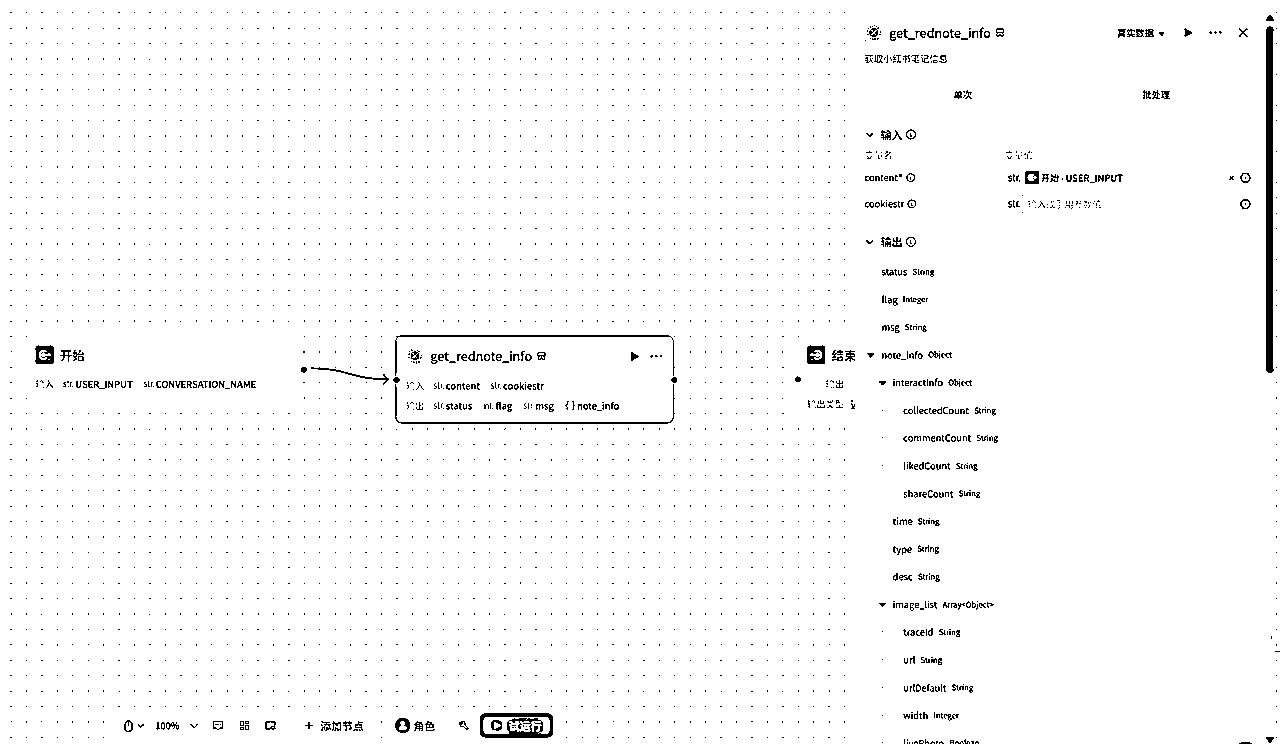 开始
输入 str. USER_INPUT str. CONVERSATION_NAME
get_rednote_info
输入 str. content str. cookiestr
输出 str. status int. flag str. msg { } note_info
结束
输出
输出类型
100%
添加节点
角色
试运行
get_rednote_info
真实数据
获取小红书笔记信息
单次 批处理
输入
变量名 变量值
content* str. 开始 - USER_INPUT
cookiestr str.
输出
status String
flag Integer
msg String
note_info Object
interactInfo Object
collectedCount String
commentCount String
likedCount String
shareCount String
time String
type String
desc String
image_list Array<Object>
traceId String
url String
urlDefault String
width Integer
livePhoto Boolean